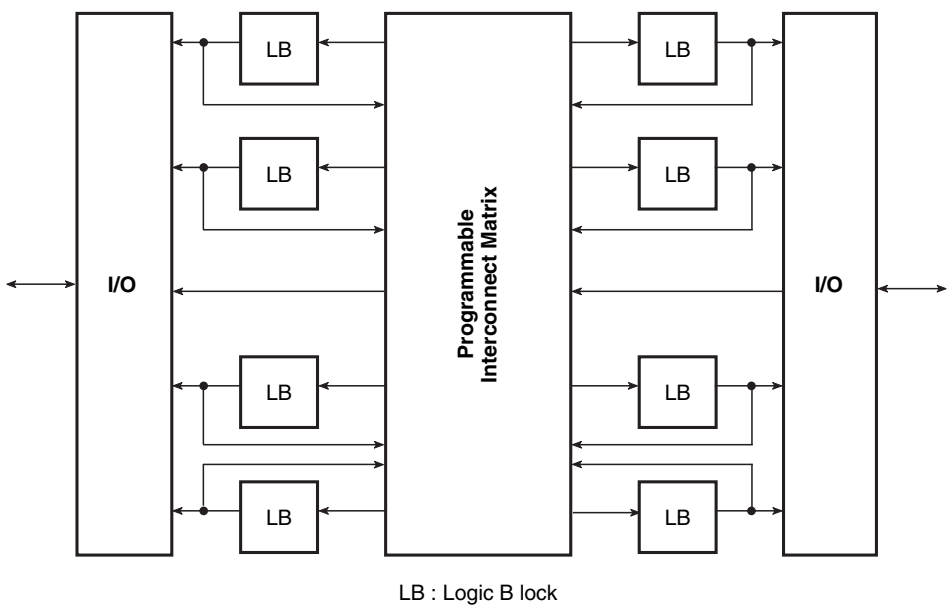 LB
LB
LB
LB
I/O
Programmable
Interconnect Matrix
I/O
LB
LB
LB
LB
LB : Logic B lock